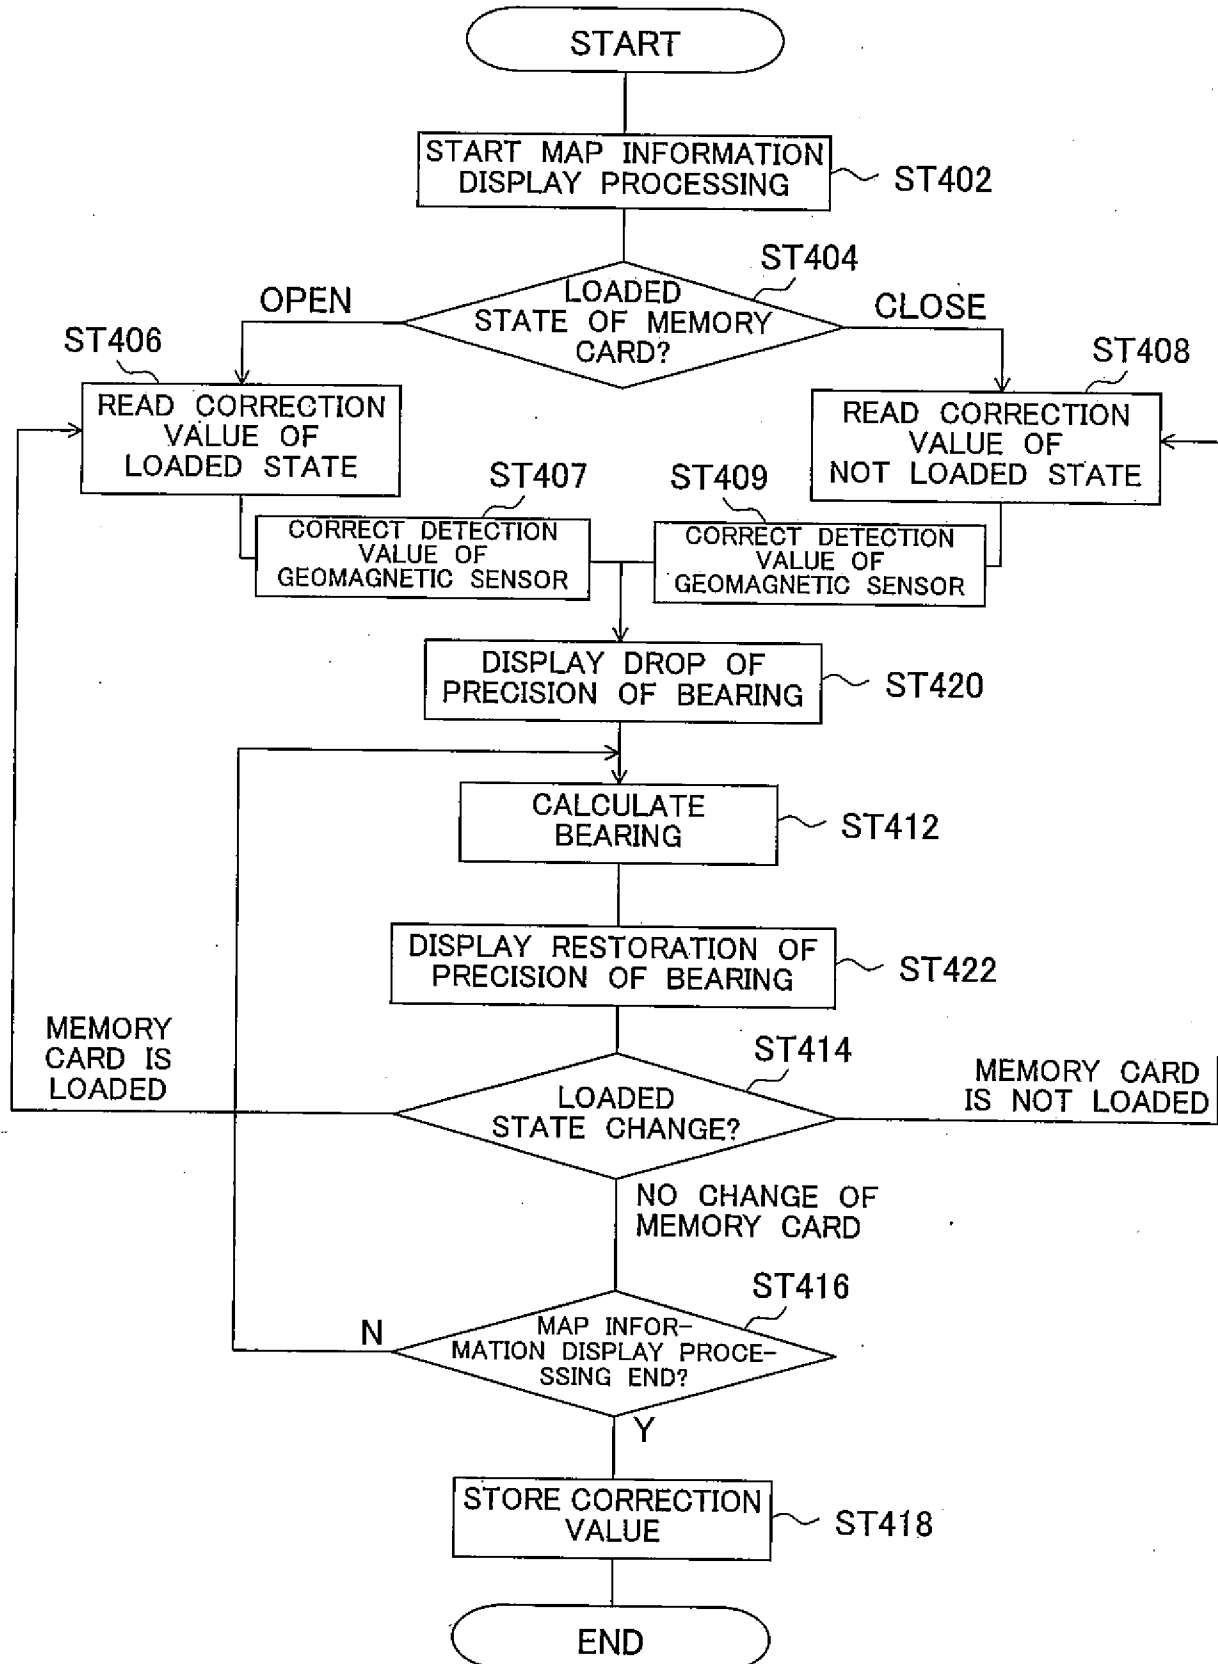 START
START MAP INFORMATION
DISPLAY PROCESSING
ST402
ST404
LOADED
STATE OF MEMORY
CARD?
OPEN
CLOSE
ST406
READ CORRECTION
VALUE OF
LOADED STATE
ST408
READ CORRECTION
VALUE OF
NOT LOADED STATE
ST407
CORRECT DETECTION
VALUE OF
GEOMAGNETIC SENSOR
ST409
CORRECT DETECTION
VALUE OF
GEOMAGNETIC SENSOR
DISPLAY DROP OF
PRECISION OF BEARING
ST420
CALCULATE
BEARING
ST412
DISPLAY RESTORATION OF
PRECISION OF BEARING
ST422
MEMORY
CARD IS
LOADED
ST414
LOADED
STATE CHANGE?
MEMORY CARD
IS NOT LOADED
NO CHANGE OF
MEMORY CARD
ST416
N
MAP INFOR-
MATION DISPLAY PROCE-
SSING END?
Y
STORE CORRECTION
VALUE
ST418
END